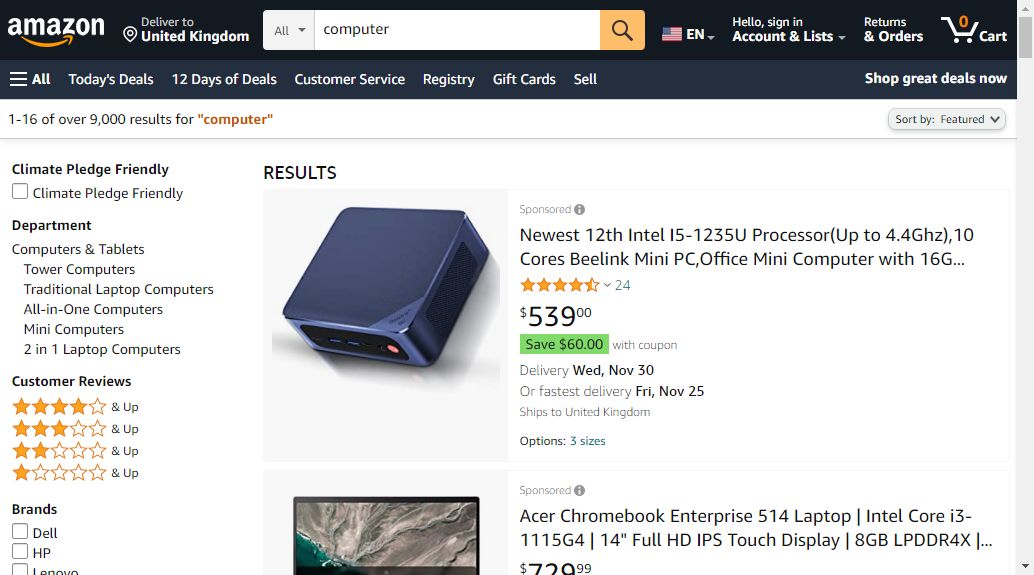 amazon
Deliver to
United Kingdom
All
computer
EN
Hello, sign in
Account & Lists
Returns
& Orders
0
Cart
All
Today's Deals
12 Days of Deals
Customer Service
Registry
Gift Cards
Sell
Shop great deals now
1-16 of over 9,000 results for "computer"
Sort by: Featured
Climate Pledge Friendly
Climate Pledge Friendly
Department
Computers & Tablets
Tower Computers
Traditional Laptop Computers
All-in-One Computers
Mini Computers
2 in 1 Laptop Computers
Customer Reviews
& Up
& Up
& Up
& Up
Brands
Dell
HP
Lenovo
RESULTS
Sponsored
Newest 12th Intel I5-1235U Processor(Up to 4.4Ghz),10
Cores Beelink Mini PC,Office Mini Computer with 16G...
24
$53900
Save $60.00 with coupon
Delivery Wed, Nov 30
Or fastest delivery Fri, Nov 25
Ships to United Kingdom
Options: 3 sizes
Sponsored
Acer Chromebook Enterprise 514 Laptop | Intel Core i3-
1115G4 | 14" Full HD IPS Touch Display | 8GB LPDDR4X |...
$72999